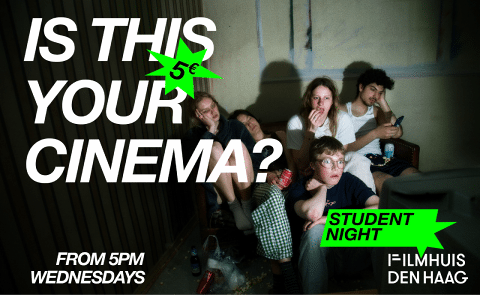 IS THIS
5€
YOUR
CINEMA?
STUDENT
NIGHT
FROM 5PM
WEDNESDAYS
FILMHUIS
DEN HAAG